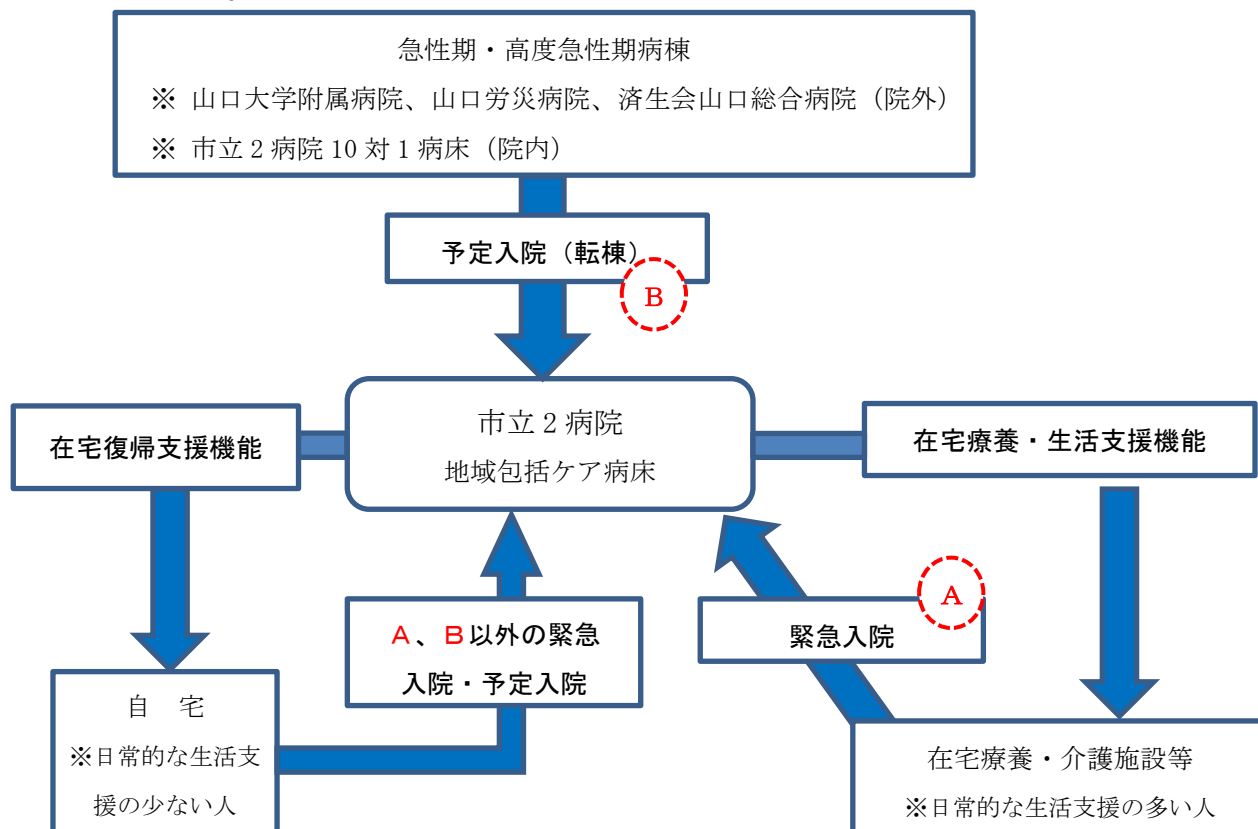 急性期・高度急性期病棟
※ 山口大学附属病院、山口労災病院、済生会山口総合病院（院外）
※ 市立２病院 10 対 1 病床（院内）
予定入院（転棟）
B
市立２病院
地域包括ケア病床
在宅復帰支援機能
在宅療養・生活支援機能
A
A、B以外の緊急
入院・予定入院
緊急入院
自　宅
※日常的な生活支
援の少ない人
在宅療養・介護施設等
※日常的な生活支援の多い人